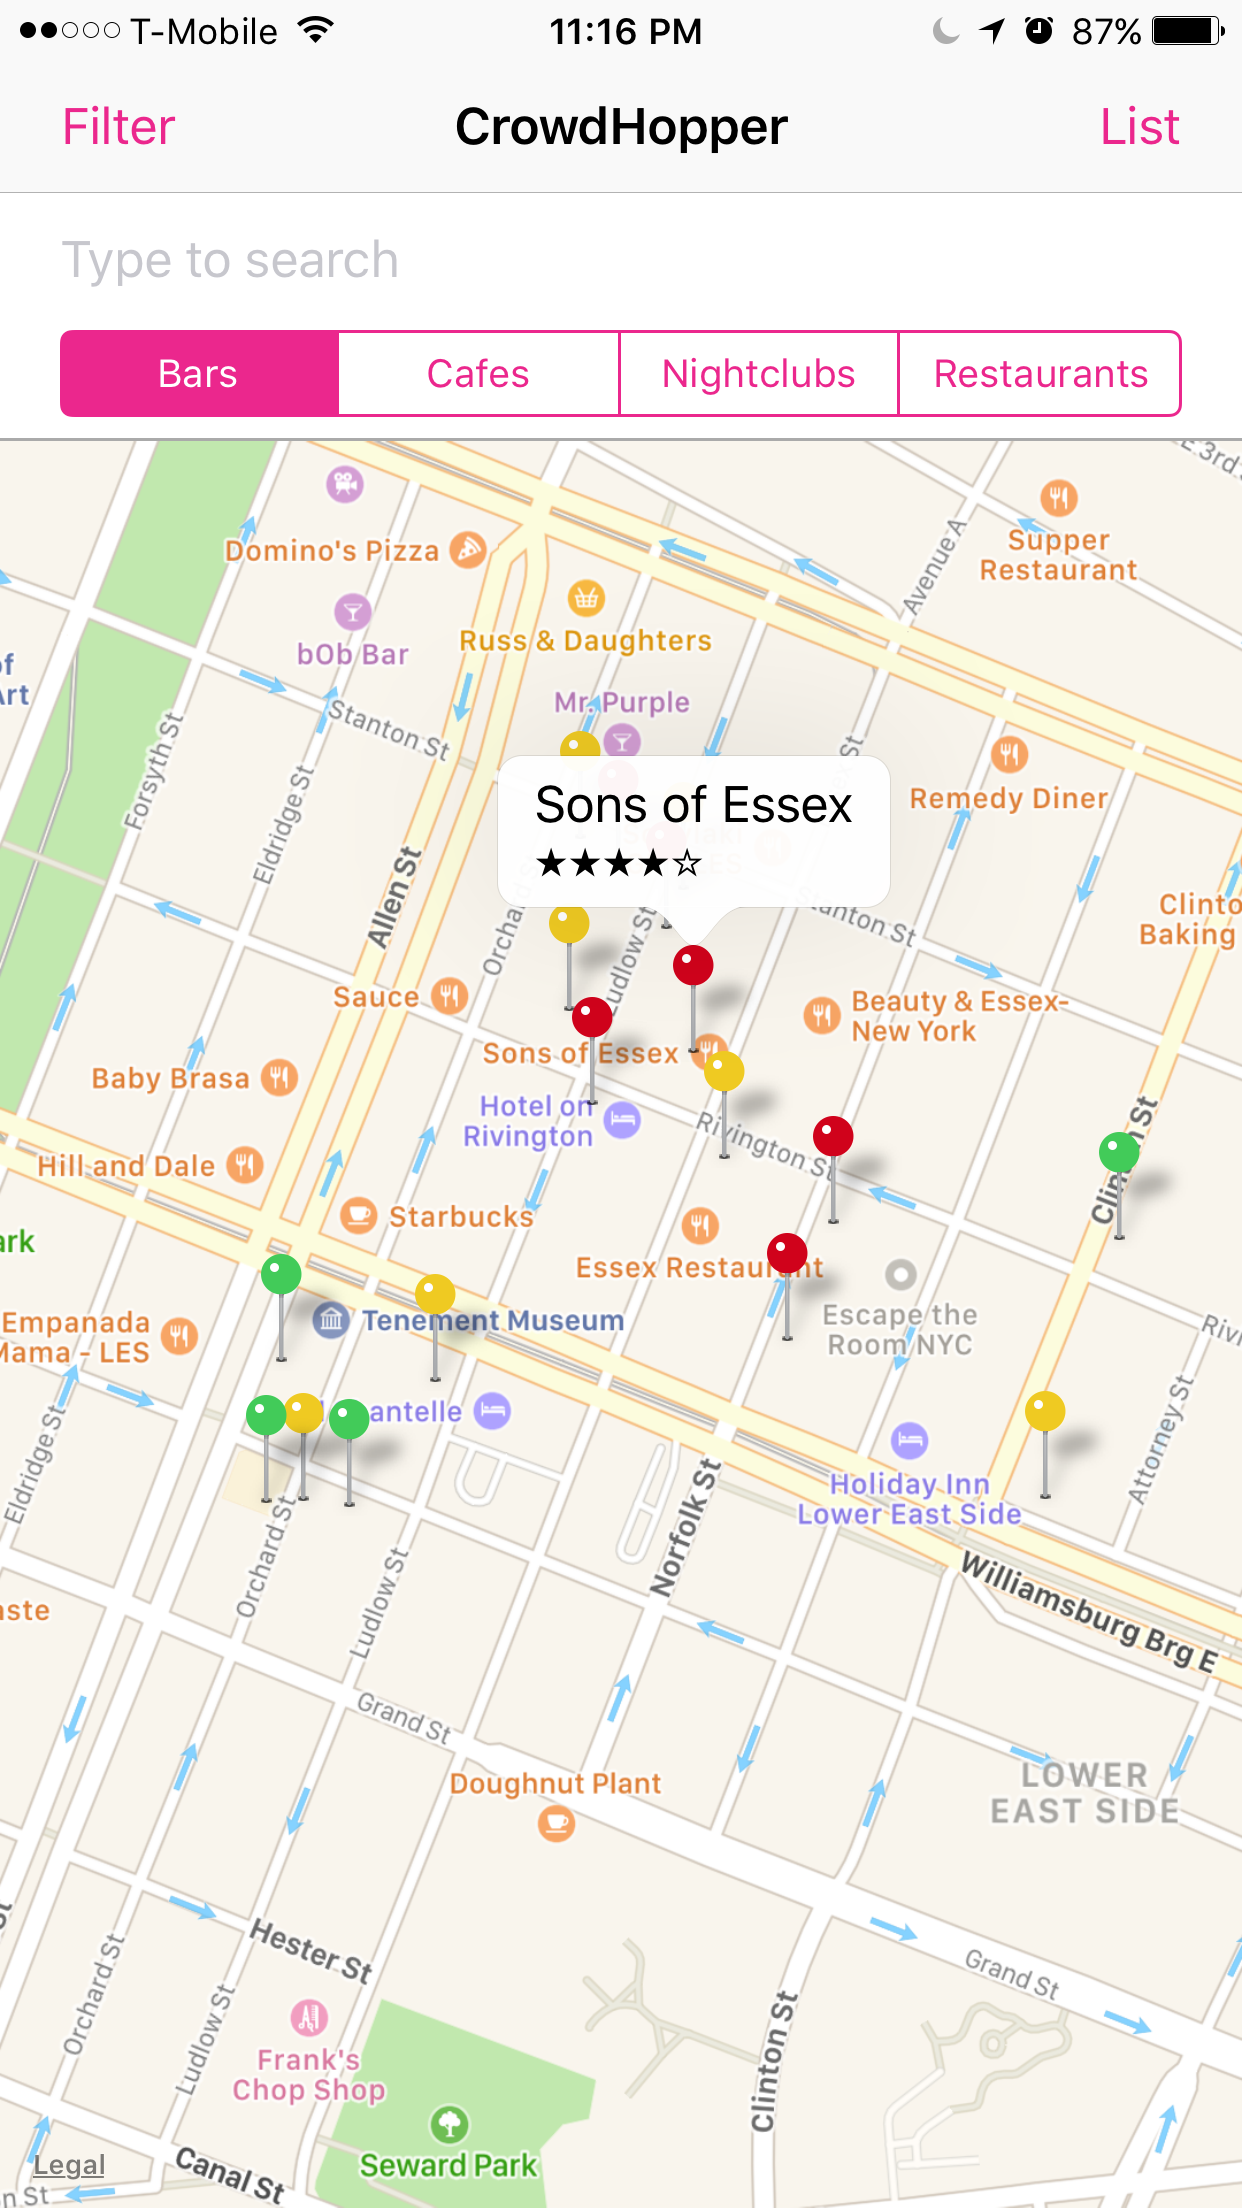 T-Mobile 11:16 PM 87%
Filter CrowdHopper List
Type to search
Bars Cafes Nightclubs Restaurants
E 3rd
Domino's Pizza
Supper
Restaurant
Avenue A
bOb Bar
Russ & Daughters
of
Art
Mr. Purple
Stanton St
Forsyth St
Eldridge St
Remedy Diner
Sons of Essex
★★★★☆
Allen St
Stanton St
Ludlow St
Clinto
Baking
Sauce
Beauty & Essex-
New York
Sons of Essex
Baby Brasa
Hotel on
Rivington
Rivington St
Hill and Dale
Clinton St
Starbucks
ark
Essex Restaurant
Empanada
Mama - LES
Tenement Museum
Escape the
Room NYC
Rivi
antelle
Eldridge St
Attorney St
Holiday Inn
Lower East Side
Norfolk St
Orchard St
Ludlow St
Williamsburg Brg E
aste
Grand St
Doughnut Plant
LOWER
EAST SIDE
Hester St
Orchard St
Ludlow St
Grand St
Frank's
Chop Shop
Clinton St
Seward Park
Legal
Canal St
n St